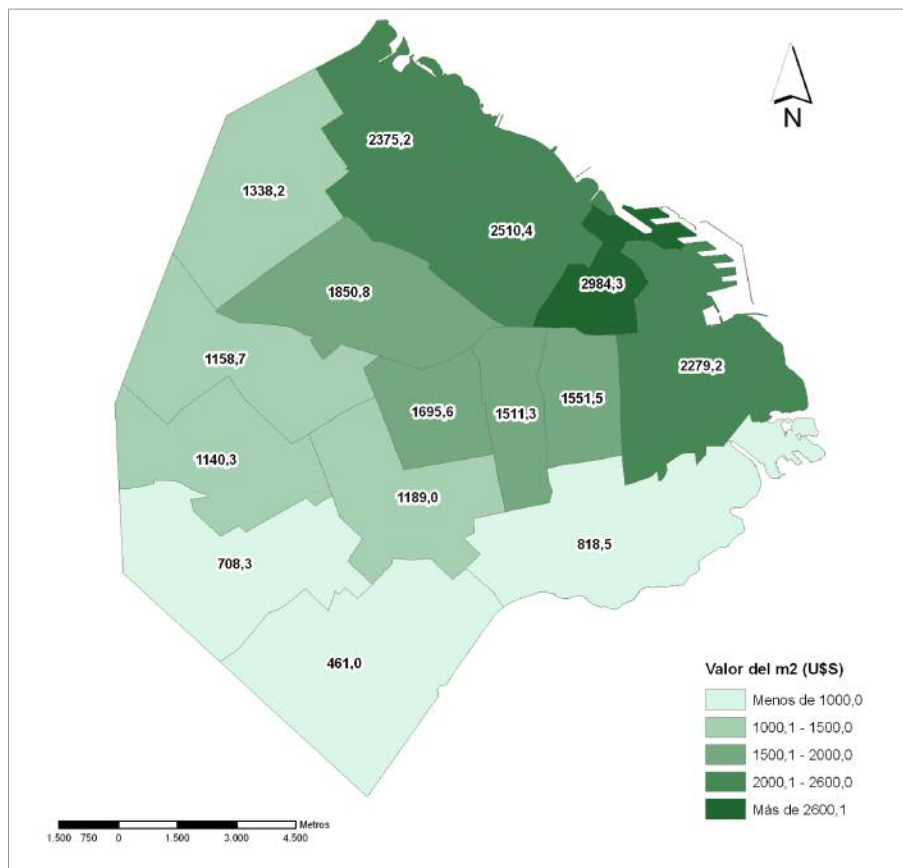 N
2375,2
1338,2
2510,4
2984,3
1850,8
1158,7
2279,2
1695,6
1511,3
1551,5
1140,3
1189,0
818,5
708,3
461,0
Valor del m2 (U$S)
Menos de 1000,0
1000,1 - 1500,0
1500,1 - 2000,0
2000,1 - 2600,0
Más de 2600,1
Metros
1.500 750 0 1.500 3.000 4.500